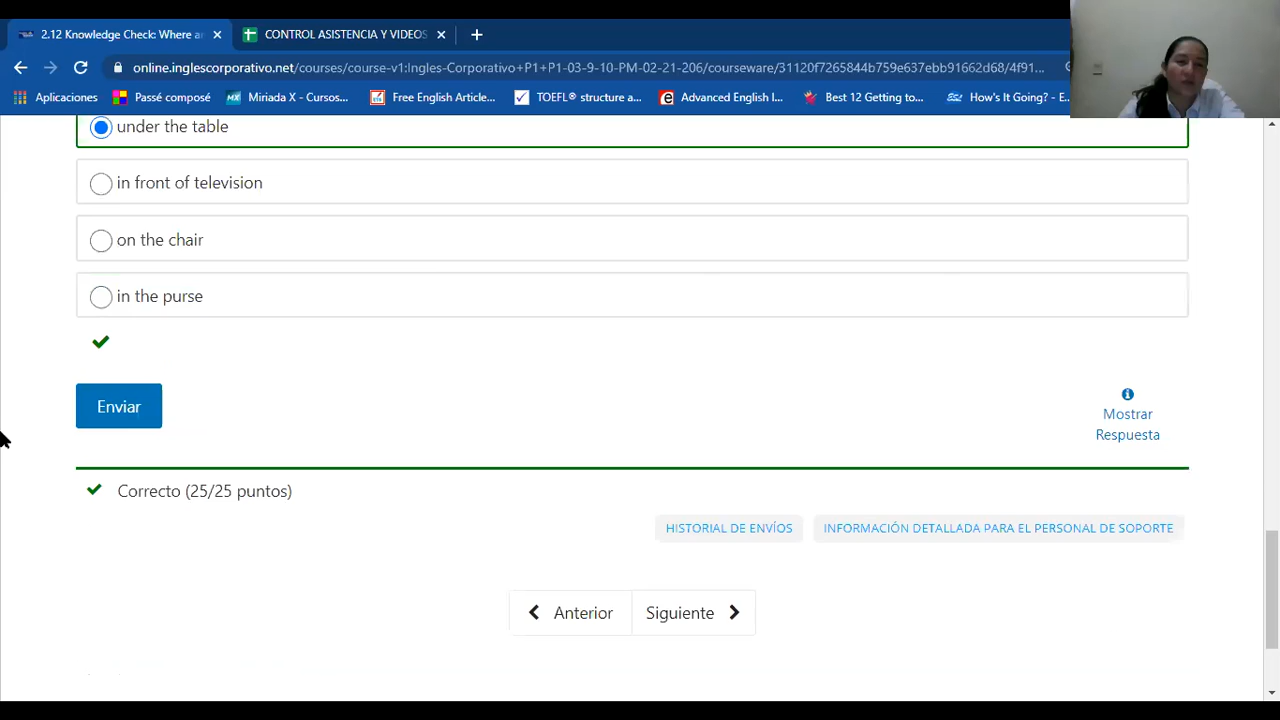 2.12 Knowledge Check: Where ar
CONTROL ASISTENCIA Y VIDEOS
online.inglescorporativo.net/courses/course-v1:Ingles-Corporativo+P1+P1-03-9-10-PM-02-21-206/courseware/31120f7265844b759e637ebb91662d68/4f91...
Aplicaciones
Passé composé
Miriada X - Cursos...
Free English Article...
TOEFL® structure a...
Advanced English l...
Best 12 Getting to...
How's It Going? - E...
under the table
in front of television
on the chair
in the purse
Enviar
Mostrar
Respuesta
Correcto (25/25 puntos)
HISTORIAL DE ENVÍOS
INFORMACIÓN DETALLADA PARA EL PERSONAL DE SOPORTE
Anterior
Siguiente